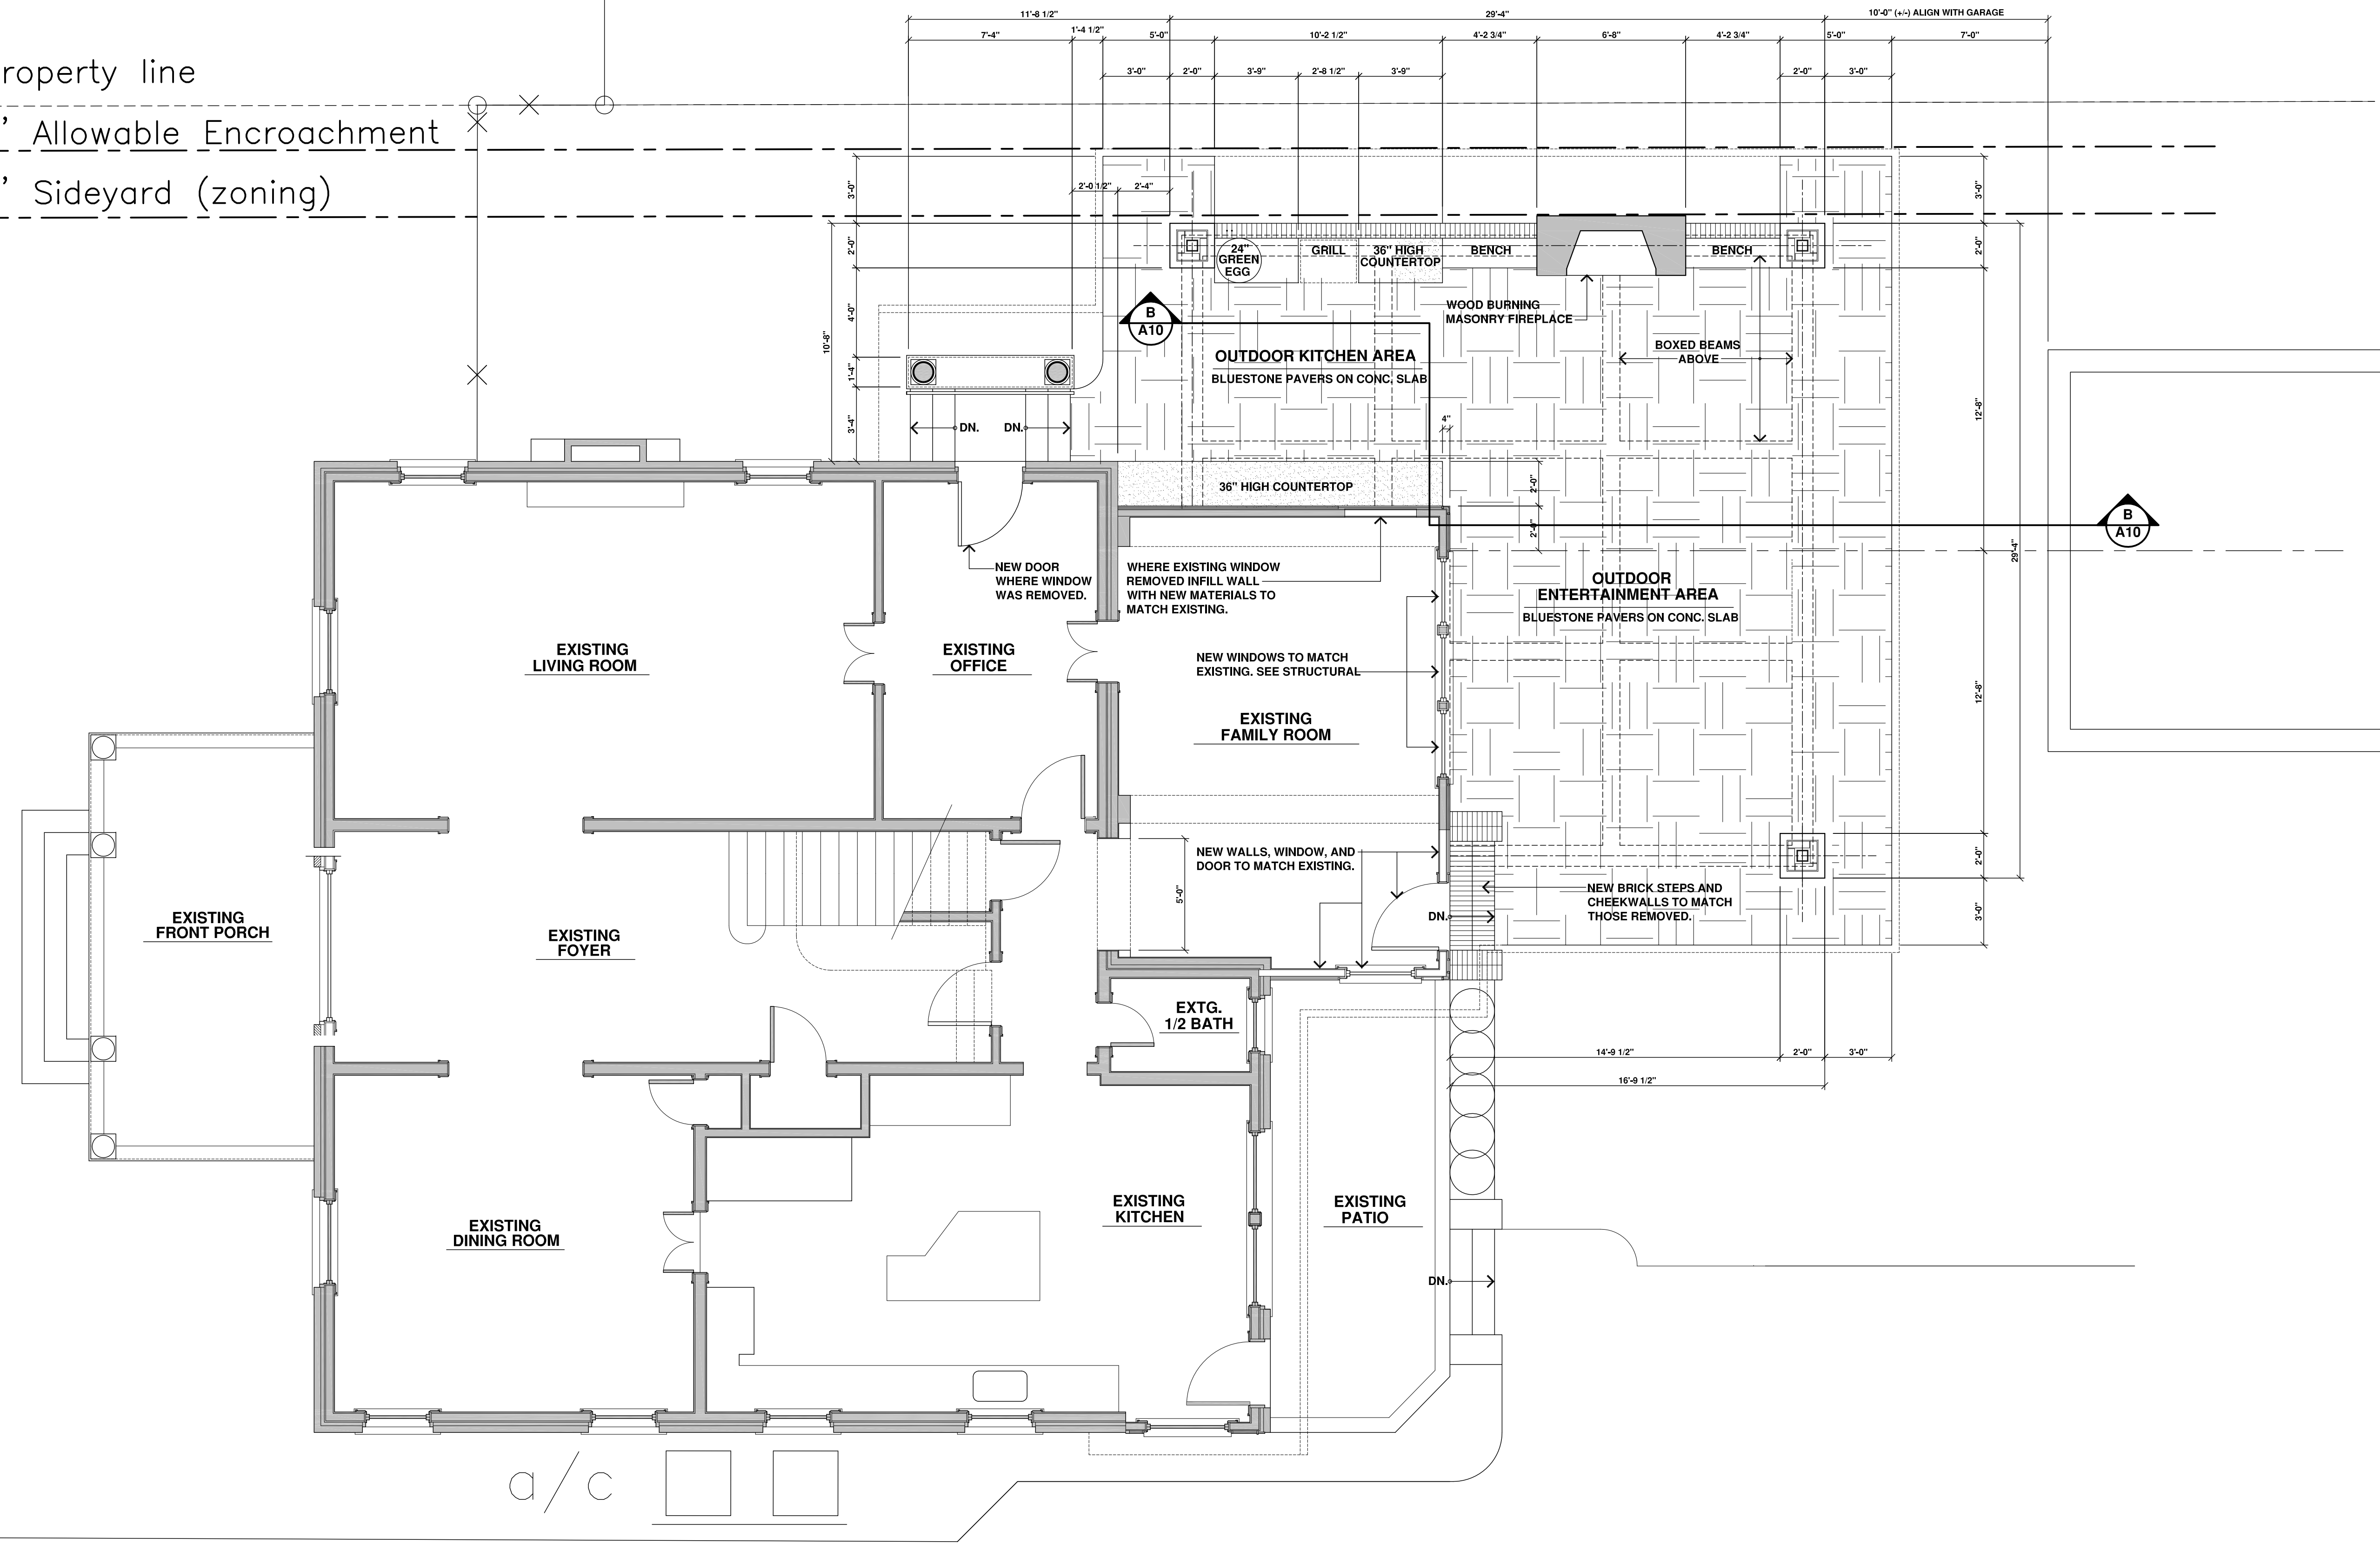 11'-8 1/2"
29'-4"
10'-0" (+/-) ALIGN WITH GARAGE
7'-4"
1'-4 1/2"
5'-0"
10'-2 1/2"
4'-2 3/4"
6'-8"
4'-2 3/4"
5'-0"
7'-0"
3'-0"
2'-0"
3'-9"
2'-8 1/2"
3'-9"
2'-0"
3'-0"
roperty line
' Allowable Encroachment
' Sideyard (zoning)
3'-0"
2'-0 1/2"
2'-4"
3'-0"
2'-0"
10'-8"
4'-0"
1'-4"
3'-4"
24"
GREEN
EGG
GRILL
36" HIGH
COUNTERTOP
BENCH
BENCH
2'-0"
WOOD BURNING
MASONRY FIREPLACE
B
A10
OUTDOOR KITCHEN AREA
BLUESTONE PAVERS ON CONC. SLAB
BOXED BEAMS
ABOVE
12'-8"
DN.
DN.
4"
36" HIGH COUNTERTOP
2'-0"
2'-0"
B
A10
29'-4"
NEW DOOR
WHERE WINDOW
WAS REMOVED.
WHERE EXISTING WINDOW
REMOVED INFILL WALL
WITH NEW MATERIALS TO
MATCH EXISTING.
OUTDOOR
ENTERTAINMENT AREA
BLUESTONE PAVERS ON CONC. SLAB
EXISTING
LIVING ROOM
EXISTING
OFFICE
NEW WINDOWS TO MATCH
EXISTING. SEE STRUCTURAL
12'-8"
EXISTING
FAMILY ROOM
NEW WALLS, WINDOW, AND
DOOR TO MATCH EXISTING.
2'-0"
5'-0"
NEW BRICK STEPS AND
CHEEKWALLS TO MATCH
THOSE REMOVED.
DN.
3'-0"
EXISTING
FRONT PORCH
EXISTING
FOYER
EXTG.
1/2 BATH
14'-9 1/2"
2'-0"
3'-0"
16'-9 1/2"
EXISTING
DINING ROOM
EXISTING
KITCHEN
EXISTING
PATIO
DN.
a/c